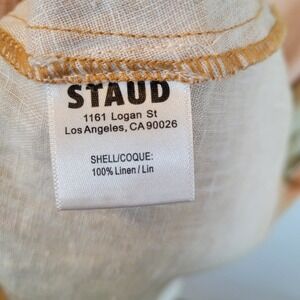 STAUD
1161 Logan St
Los Angeles, CA 90026
SHELL/COQUE:
100% Linen / Lin